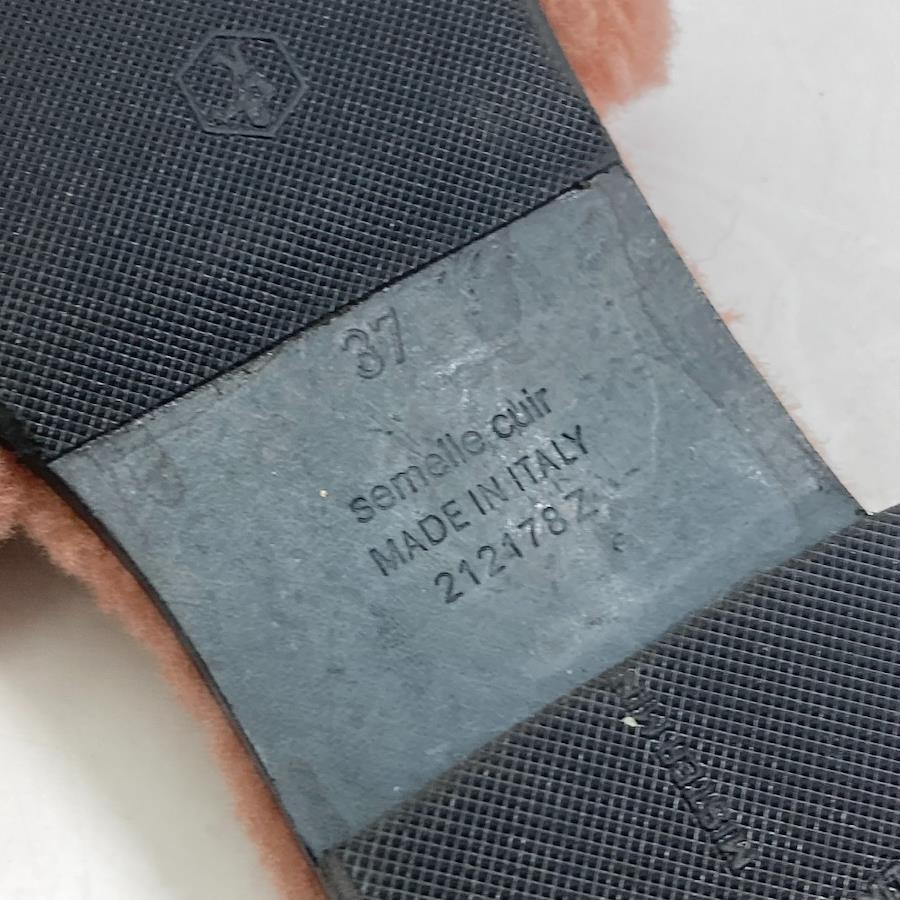 37
semelle cuir
MADE IN ITALY
212178Z